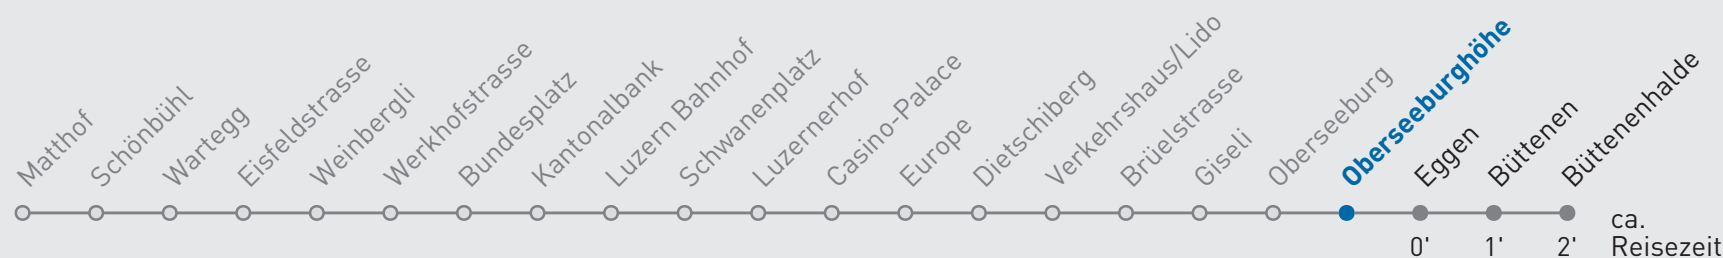 Matthof
Schönbühl
Wartegg
Eisfeldstrasse
Weinbergli
Werkhofstrasse
Bundesplatz
Kantonalbank
Luzern Bahnhof
Schwanenplatz
Luzernerhof
Casino-Palace
Europe
Dietschiberg
Verkehrshaus/Lido
Brüelstrasse
Giseli
Oberseeburg
Oberseeburghöhe
Eggen
Büttenen
Büttenenhalde
0' 1' 2'
ca.
Reisezeit